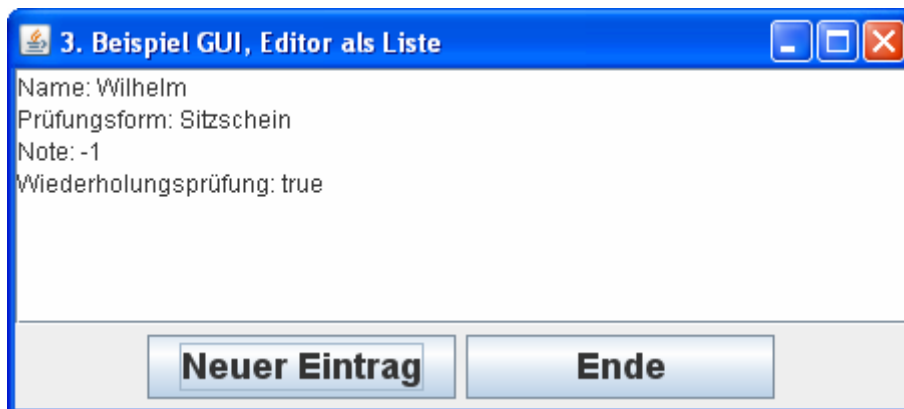 3. Beispiel GUI, Editor als Liste
Name: Wilhelm
Prüfungsform: Sitzschein
Note: -1
Wiederholungsprüfung: true
Neuer Eintrag Ende